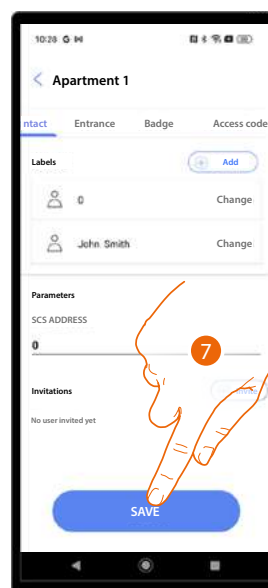 10:28 G
Apartment 1
ntact Entrance Badge Access code
Labels Add
0 Change
John Smith Change
Parameters
SCS ADDRESS
0
7
Invitations
No user invited yet
SAVE